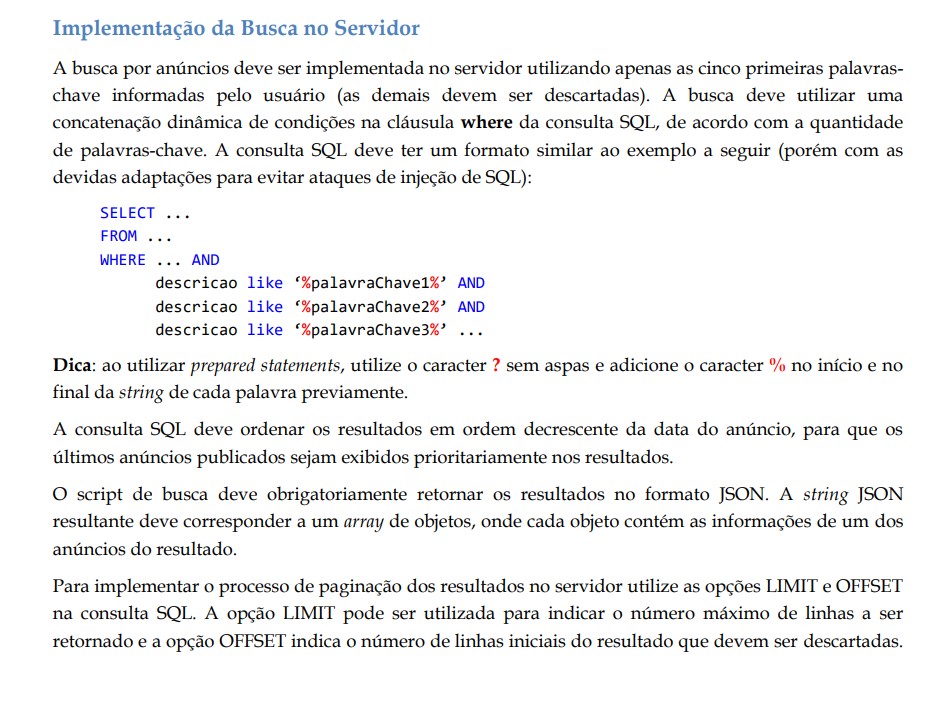 Implementação da Busca no Servidor
A busca por anúncios deve ser implementada no servidor utilizando apenas as cinco primeiras palavras-
chave informadas pelo usuário (as demais devem ser descartadas). A busca deve utilizar uma
concatenação dinâmica de condições na cláusula where da consulta SQL, de acordo com a quantidade
de palavras-chave. A consulta SQL deve ter um formato similar ao exemplo a seguir (porém com as
devidas adaptações para evitar ataques de injeção de SQL):
SELECT ...
FROM ...
WHERE ... AND
descricao like ‘%palavraChave1%’ AND
descricao like ‘%palavraChave2%’ AND
descricao like ‘%palavraChave3%’ ...
Dica: ao utilizar prepared statements, utilize o caracter ? sem aspas e adicione o caracter % no início e no
final da string de cada palavra previamente.
A consulta SQL deve ordenar os resultados em ordem decrescente da data do anúncio, para que os
últimos anúncios publicados sejam exibidos prioritariamente nos resultados.
O script de busca deve obrigatoriamente retornar os resultados no formato JSON. A string JSON
resultante deve corresponder a um array de objetos, onde cada objeto contém as informações de um dos
anúncios do resultado.
Para implementar o processo de paginação dos resultados no servidor utilize as opções LIMIT e OFFSET
na consulta SQL. A opção LIMIT pode ser utilizada para indicar o número máximo de linhas a ser
retornado e a opção OFFSET indica o número de linhas iniciais do resultado que devem ser descartadas.